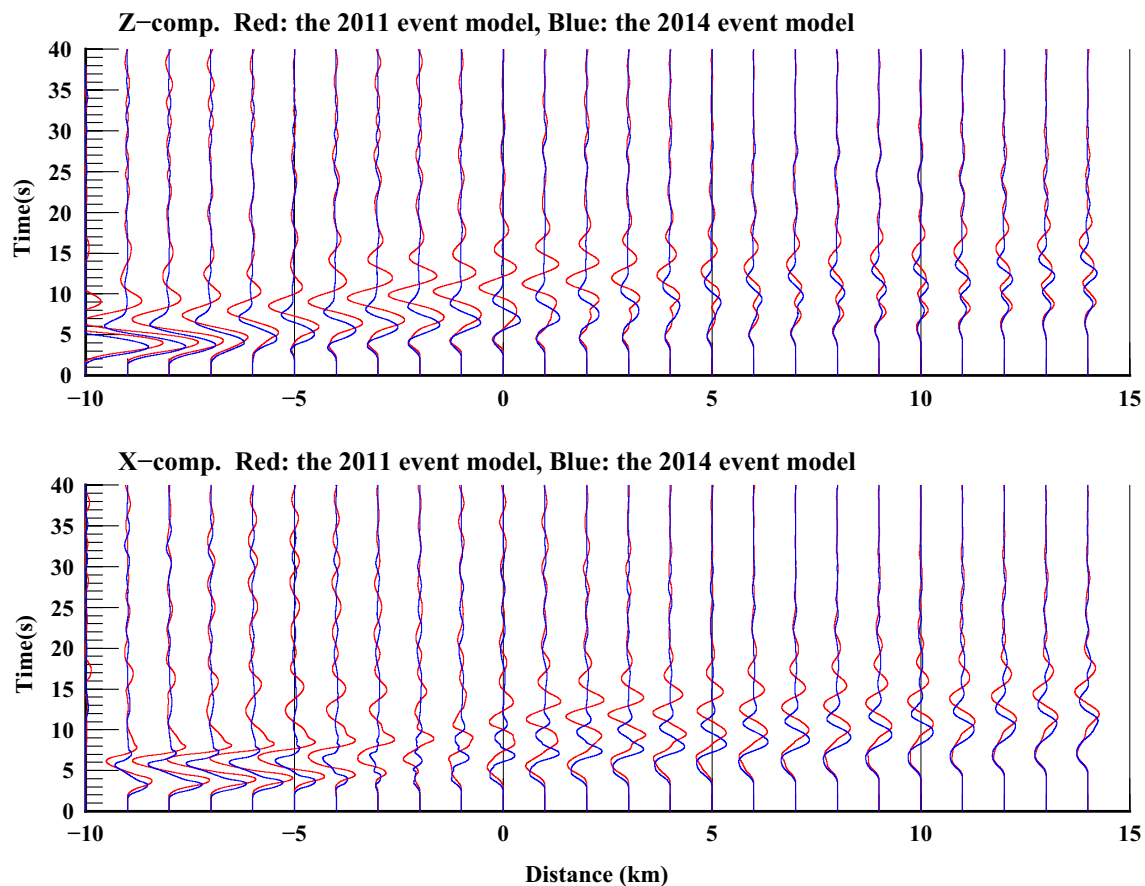 Z−comp. Red: the 2011 event model, Blue: the 2014 event model
40
35
30
25
20
15
10
5
0
Time(s)
−10 −5 0 5 10 15
X−comp. Red: the 2011 event model, Blue: the 2014 event model
40
35
30
25
20
15
10
5
0
Time(s)
−10 −5 0 5 10 15
Distance (km)